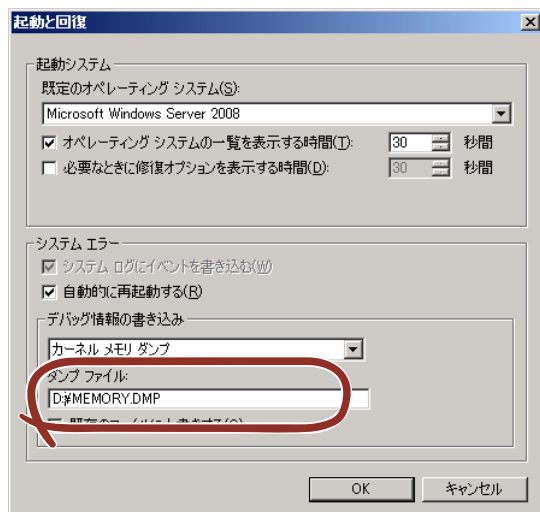 起動と回復
起動システム
既定のオペレーティング システム(S):
Microsoft Windows Server 2008
オペレーティング システムの一覧を表示する時間(T): 30 秒間
必要なときに修復オプションを表示する時間(D): 30 秒間
システム エラー
システム ログにイベントを書き込む(W)
自動的に再起動する(R)
デバッグ情報の書き込み
カーネル メモリ ダンプ
ダンプ ファイル:
D:¥MEMORY.DMP
OK キャンセル